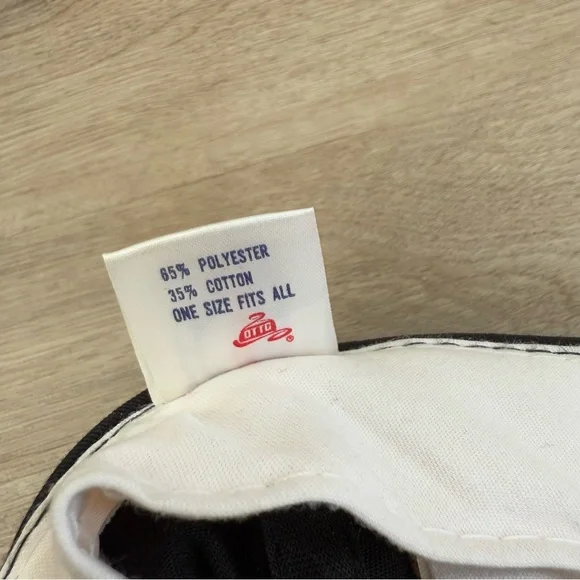 65% POLYESTER
35% COTTON
ONE SIZE FITS ALL
OTTO
®